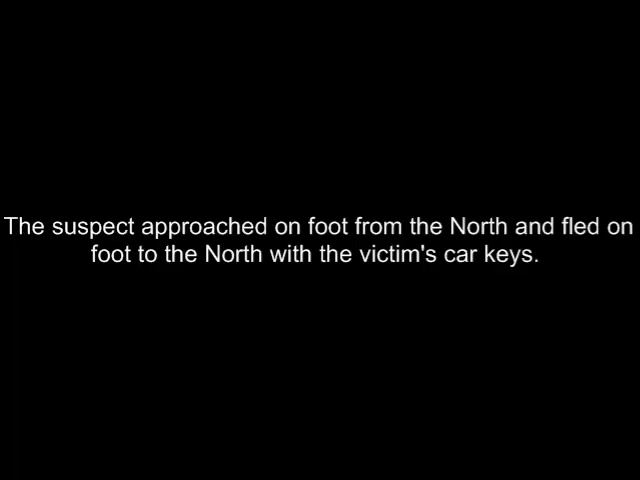 The suspect approached on foot from the North and fled on
foot to the North with the victim's car keys.